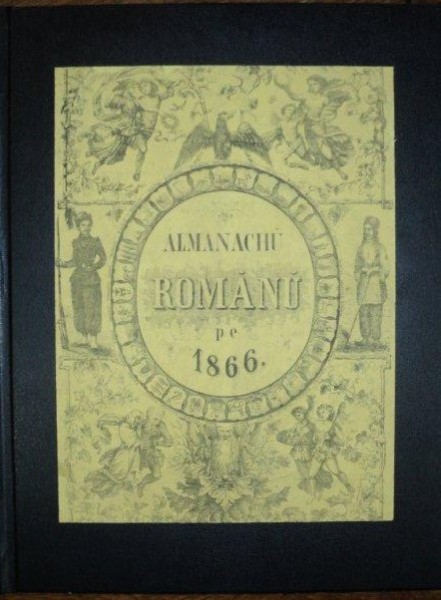 ALMANACHŬ
ROMÂNŬ
pe
1866.